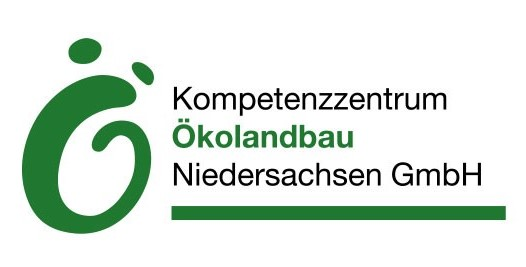 Kompetenzzentrum
Ökolandbau
Niedersachsen GmbH